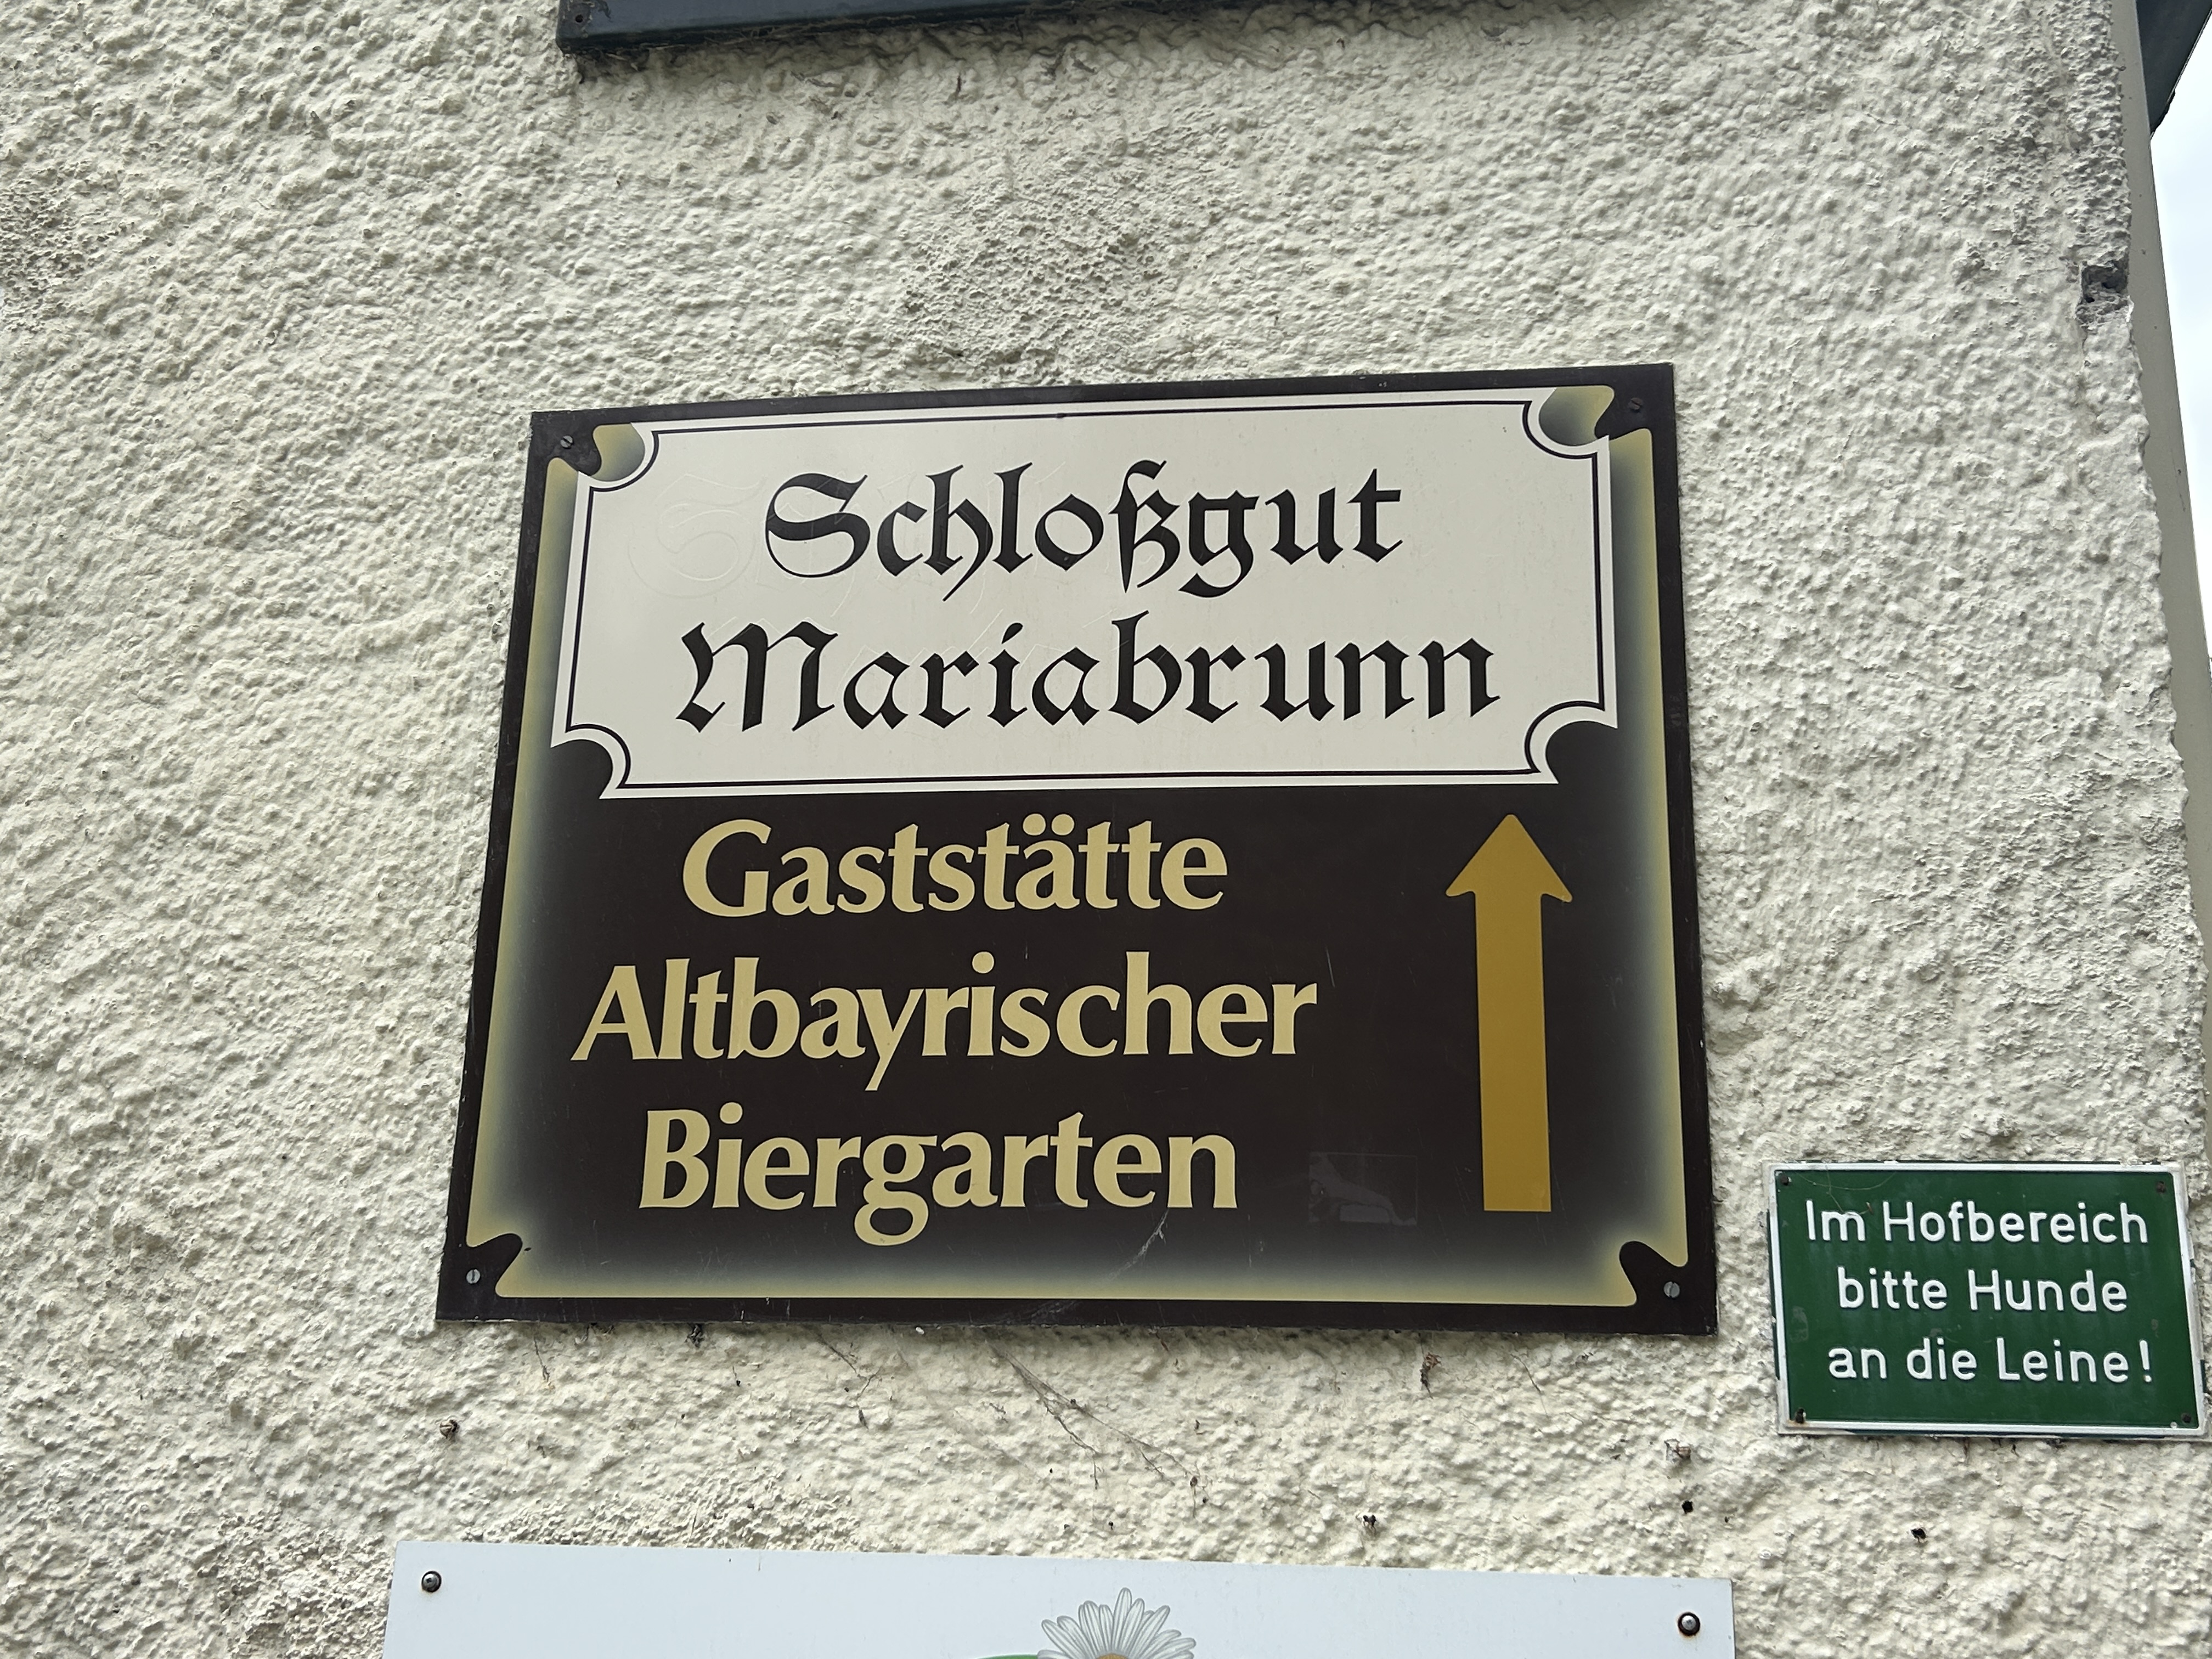 Schloßgut
Mariabrunn
Gaststätte
Altbayrischer
Biergarten
Im Hofbereich
bitte Hunde
an die Leine!